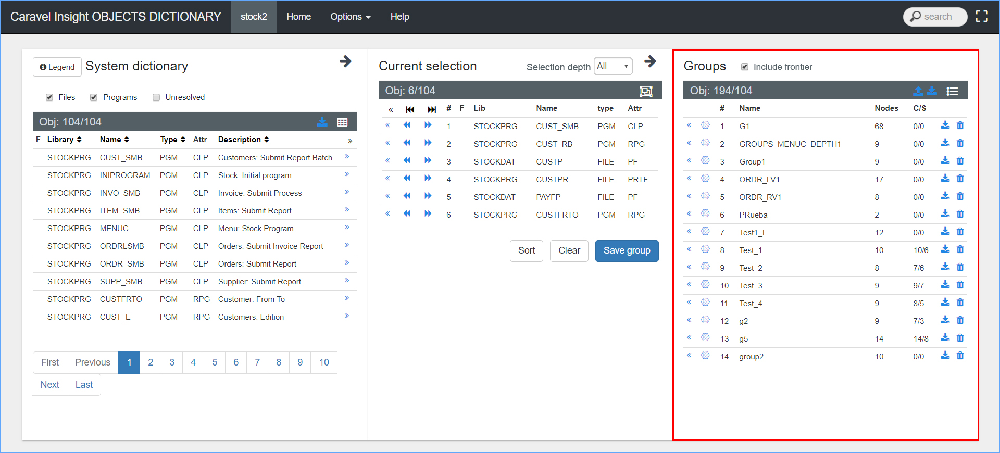 Caravel Insight OBJECTS DICTIONARY stock2 Home Options Help search
Legend System dictionary
Files Programs Unresolved
Obj: 104/104
F Library Name Type Attr Description »
STOCKPRG CUST_SMB PGM CLP Customers: Submit Report Batch »
STOCKPRG INIPROGRAM PGM CLP Stock: Initial program »
STOCKPRG INVO_SMB PGM CLP Invoice: Submit Process »
STOCKPRG ITEM_SMB PGM CLP Items: Submit Report »
STOCKPRG MENUC PGM CLP Menu: Stock Program »
STOCKPRG ORDRLSMB PGM CLP Orders: Submit Invoice Report »
STOCKPRG ORDR_SMB PGM CLP Orders: Submit Report »
STOCKPRG SUPP_SMB PGM CLP Supplier: Submit Report »
STOCKPRG CUSTFRTO PGM RPG Customer: From To »
STOCKPRG CUST_E PGM RPG Customers: Edition »
First Previous 1 2 3 4 5 6 7 8 9 10
Next Last
Current selection Selection depth All
Obj: 6/104
« # F Lib Name type Attr
« 1 STOCKPRG CUST_SMB PGM CLP
« 2 STOCKPRG CUST_RB PGM RPG
« 3 STOCKDAT CUSTP FILE PF
« 4 STOCKPRG CUSTPR FILE PRTF
« 5 STOCKDAT PAYFP FILE PF
« 6 STOCKPRG CUSTFRTO PGM RPG
Sort Clear Save group
Groups Include frontier
Obj: 194/104
# Name Nodes C/S
« 1 G1 68 0/0
« 2 GROUPS_MENUC_DEPTH1 9 0/0
« 3 Group1 9 0/0
« 4 ORDR_LV1 17 0/0
« 5 ORDR_RV1 8 0/0
« 6 PRueba 2 0/0
« 7 Test1_l 12 0/0
« 8 Test_1 10 10/6
« 9 Test_2 8 7/6
« 10 Test_3 9 9/7
« 11 Test_4 9 8/5
« 12 g2 9 7/3
« 13 g5 14 14/8
« 14 group2 10 0/0